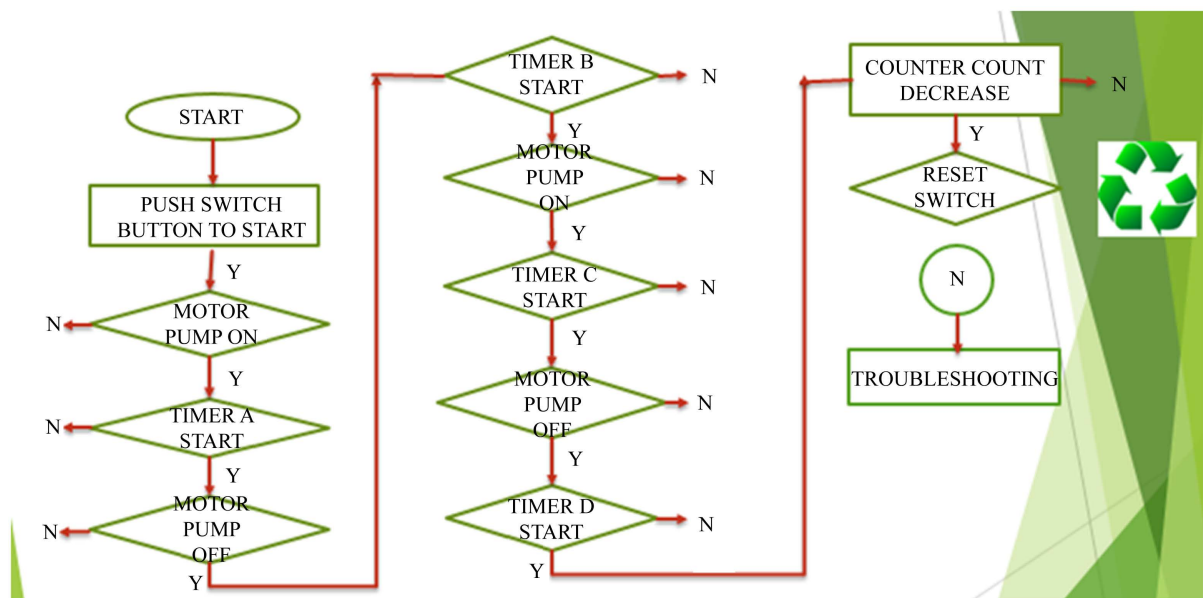 START
PUSH SWITCH
BUTTON TO START
Y
MOTOR
PUMP ON
N
Y
TIMER A
START
N
Y
MOTOR
PUMP
OFF
N
Y
TIMER B
START
N
Y
MOTOR
PUMP
ON
N
Y
TIMER C
START
N
Y
MOTOR
PUMP
OFF
N
Y
TIMER D
START
N
Y
COUNTER COUNT
DECREASE
N
Y
RESET
SWITCH
N
TROUBLESHOOTING